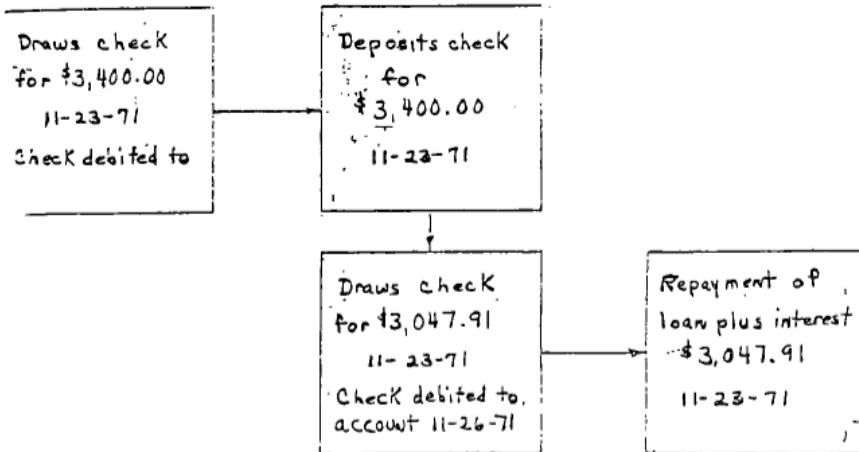 Draws check
for $3,400.00
11-23-71
Check debited to
Deposits check
for
$3,400.00
11-23-71
Draws check
for $3,047.91
11-23-71
Check debited to
account 11-26-71
Repayment of
loan plus interest
$3,047.91
11-23-71